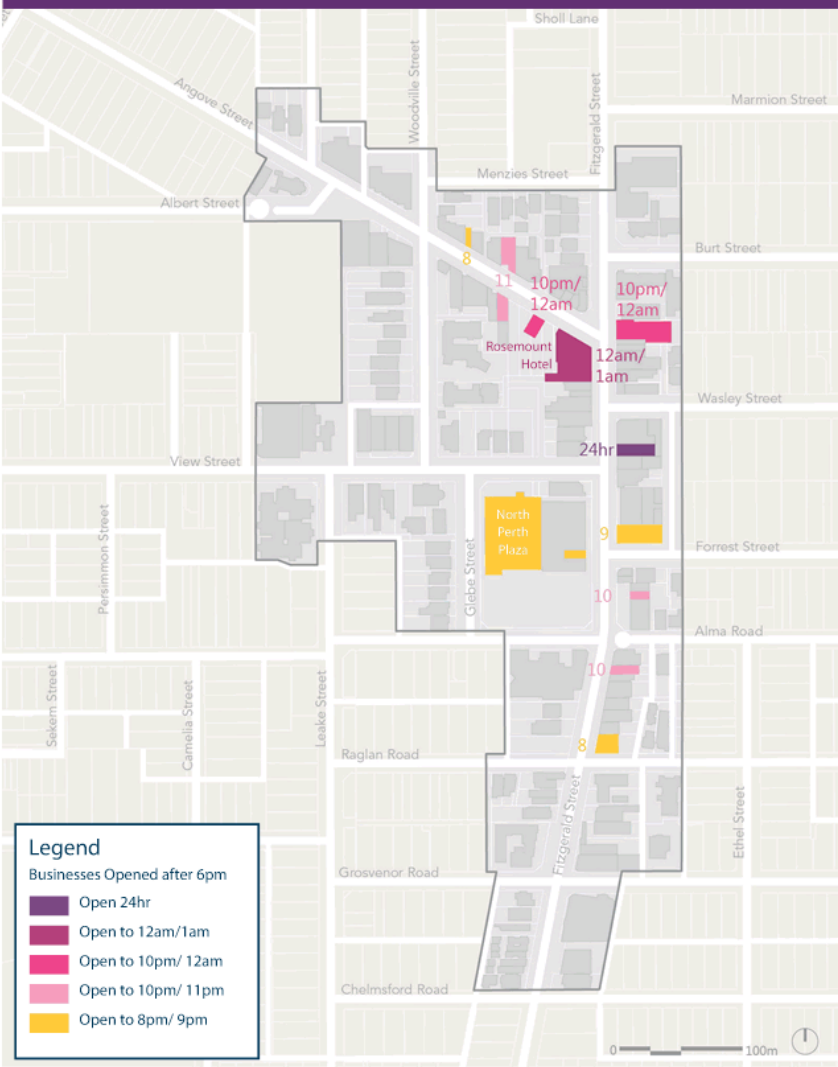 Sholl Lane
Angove Street
Woodville Street
Fitzgerald Street
Marmion Street
Menzies Street
Albert Street
Burt Street
8
11
10pm/
12am
10pm/
12am
Rosemount
Hotel
12am/
1am
Wasley Street
24hr
View Street
North
Perth
Plaza
9
Persimmon Street
Glebe Street
Forrest Street
10
Alma Road
10
Sekem Street
Camelia Street
Leake Street
8
Raglan Road
Fitzgerald Street
Ethel Street
Grosvenor Road
Chelmsford Road
Legend
Businesses Opened after 6pm
Open 24hr
Open to 12am/1am
Open to 10pm/ 12am
Open to 10pm/ 11pm
Open to 8pm/ 9pm
0 100m